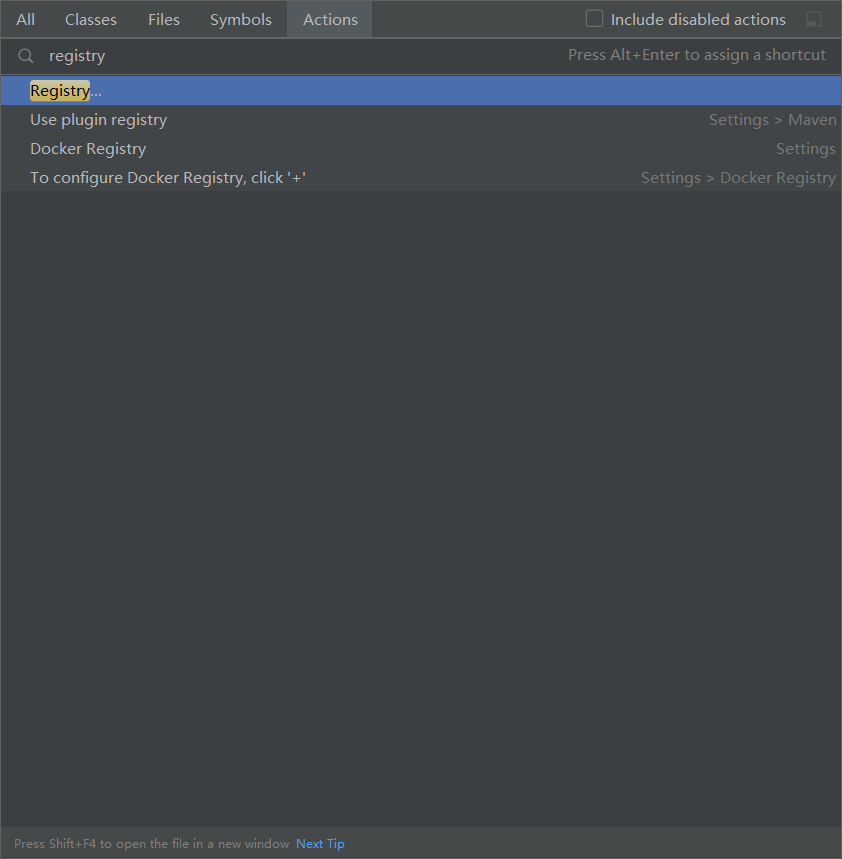 All Classes Files Symbols Actions Include disabled actions
registry Press Alt+Enter to assign a shortcut
Registry...
Use plugin registry Settings > Maven
Docker Registry Settings
To configure Docker Registry, click '+' Settings > Docker Registry
Press Shift+F4 to open the file in a new window Next Tip